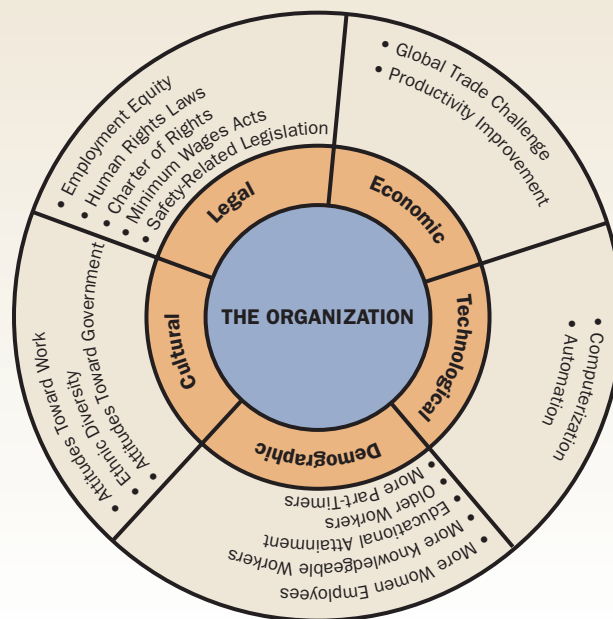 THE ORGANIZATION
Legal
• Employment Equity
• Human Rights Laws
• Charter of Rights
• Minimum Wages Acts
• Safety-Related Legislation
Economic
• Global Trade Challenge
• Productivity Improvement
Technological
• Computerization
• Automation
Demographic
• More Women Employees
• More Knowledgeable Workers
• Educational Attainment
• Older Workers
• More Part-Timers
Cultural
• Attitudes Toward Work
• Ethnic Diversity
• Attitudes Toward Government